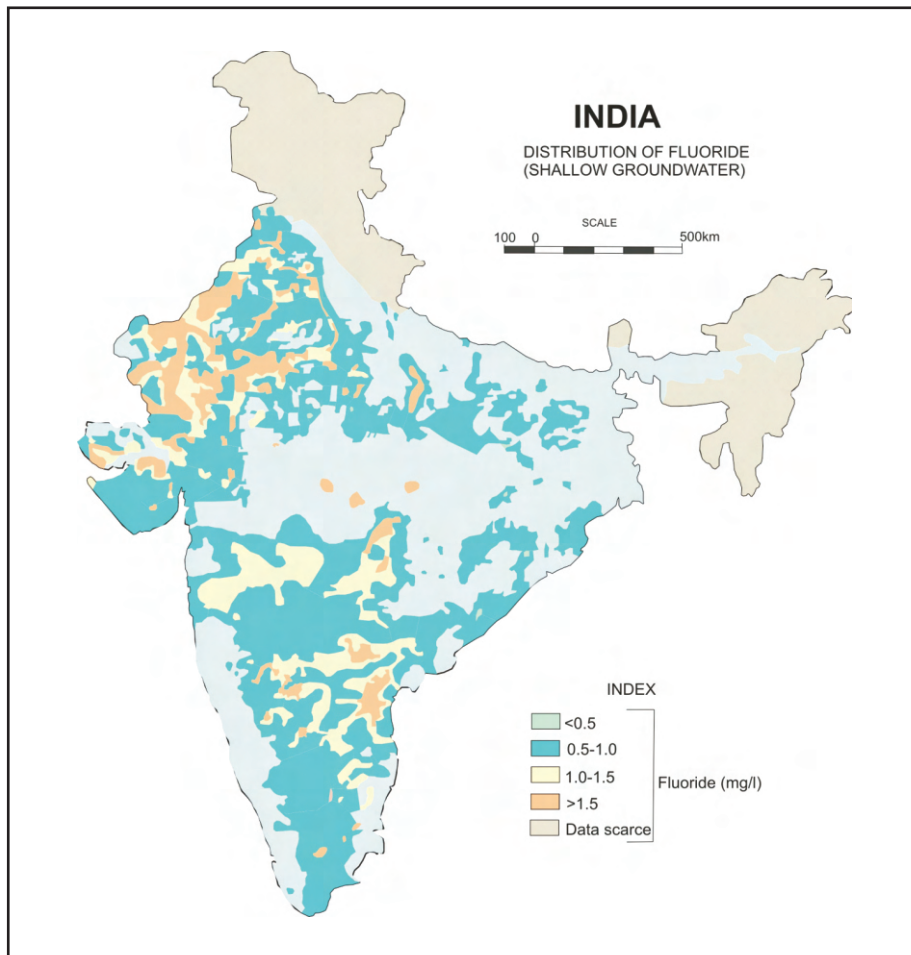 INDIA
DISTRIBUTION OF FLUORIDE
(SHALLOW GROUNDWATER)
SCALE
100 0 500km
INDEX
<0.5
0.5-1.0
1.0-1.5
>1.5
Data scarce
Fluoride (mg/l)